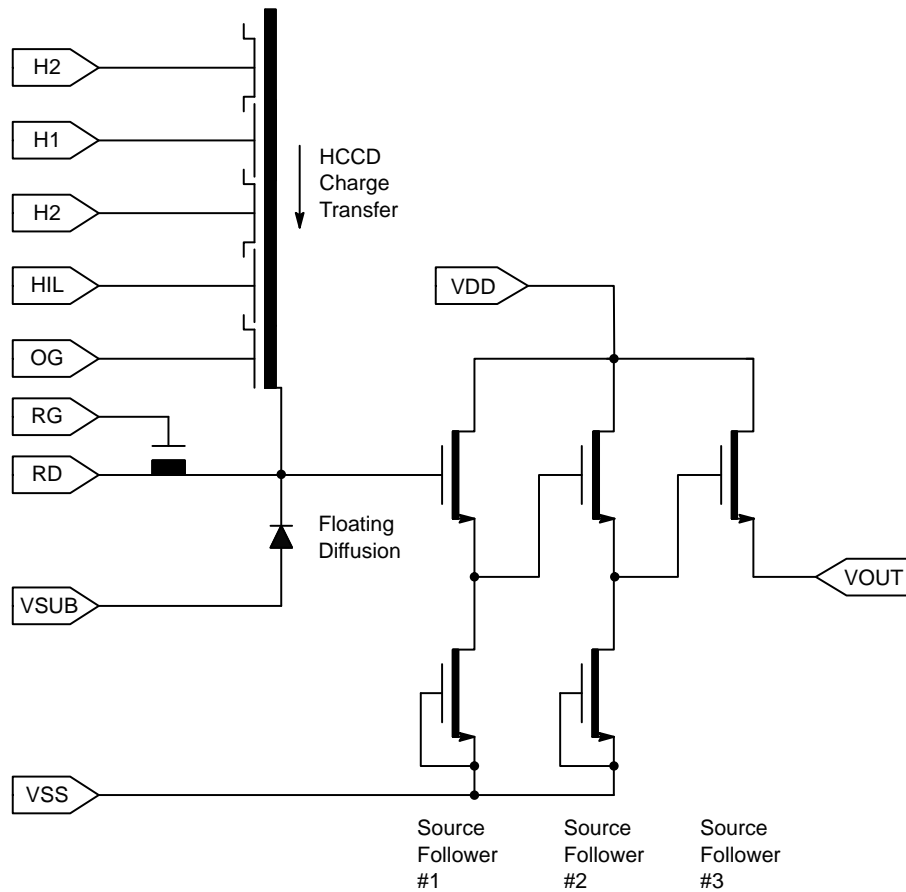 H2
H1
HCCD
Charge
Transfer
H2
HIL
VDD
OG
RG
RD
Floating
Diffusion
VOUT
VSUB
VSS
Source
Follower
#1
Source
Follower
#2
Source
Follower
#3